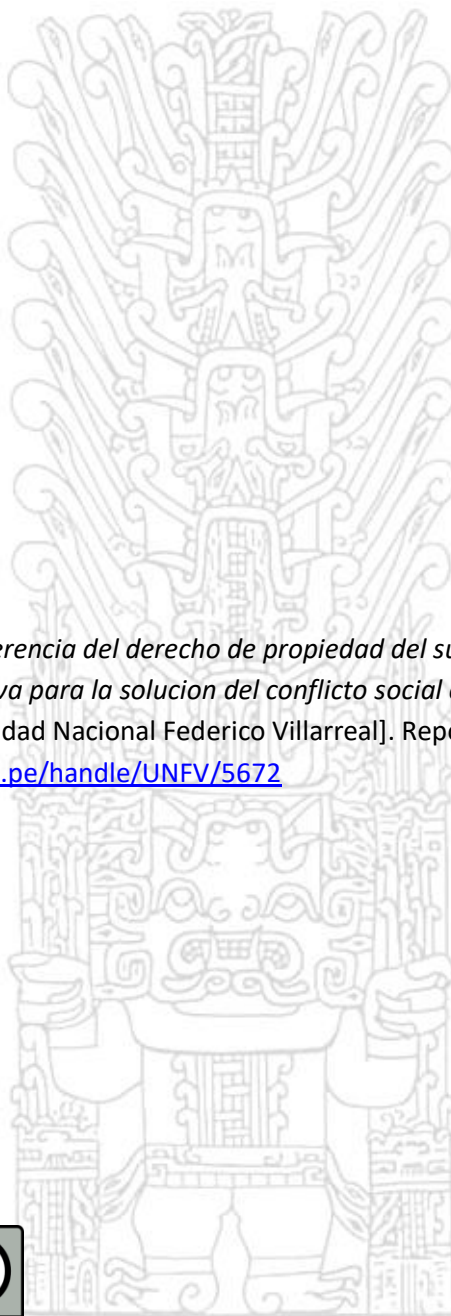 erencia del derecho de propiedad del su
va para la solucion del conflicto social
dad Nacional Federico Villarreal]. Repo
.pe/handle/UNFV/5672